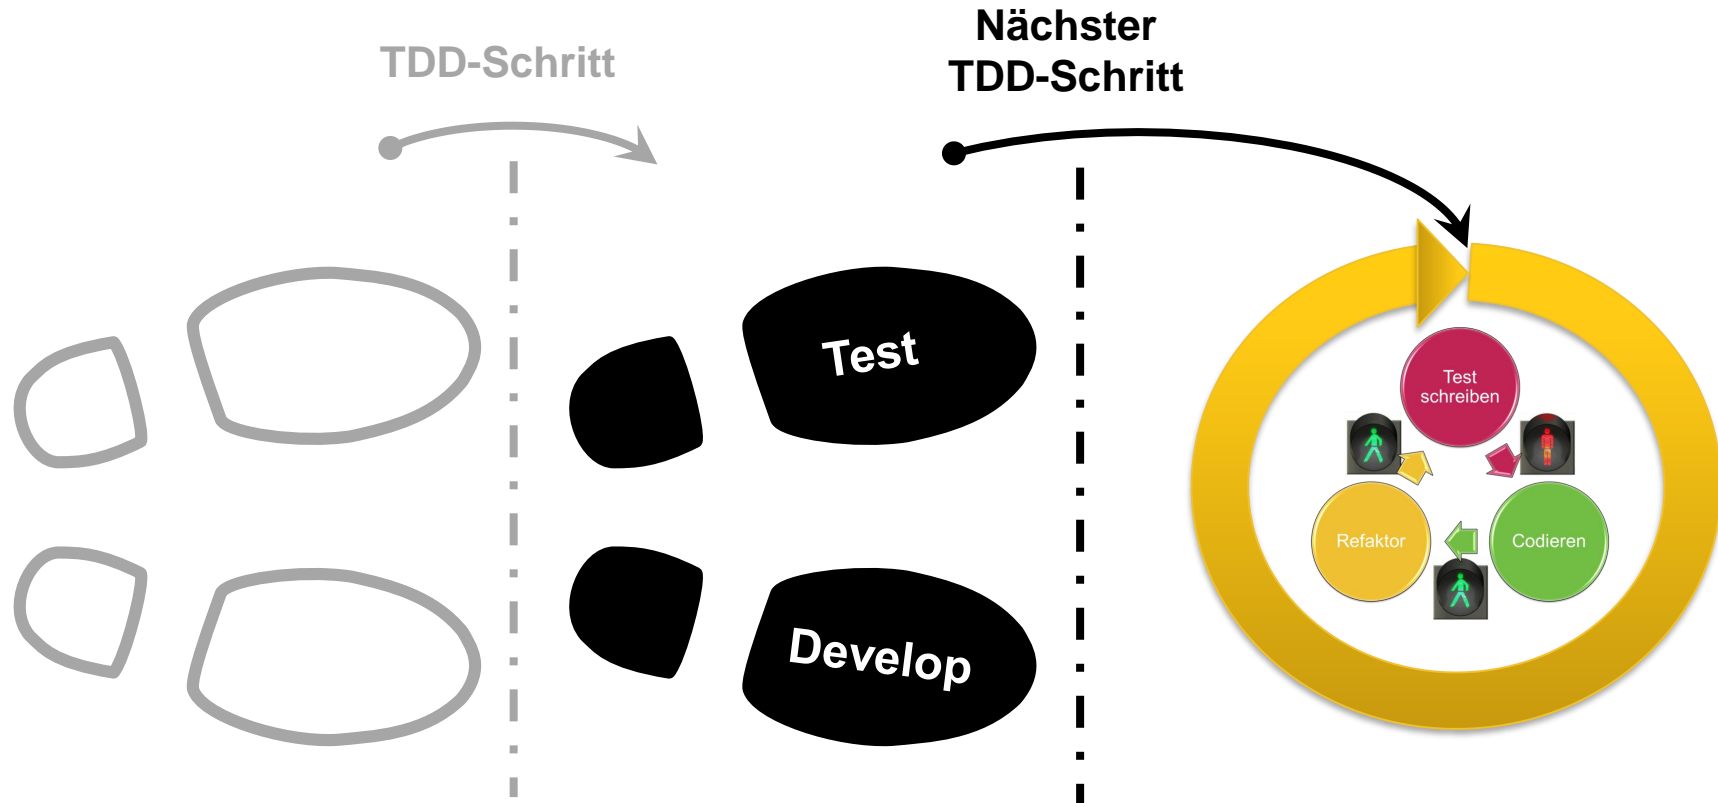 TDD-Schritt
Nächster
TDD-Schritt
Test
Develop
Test
schreiben
Refaktor
Codieren